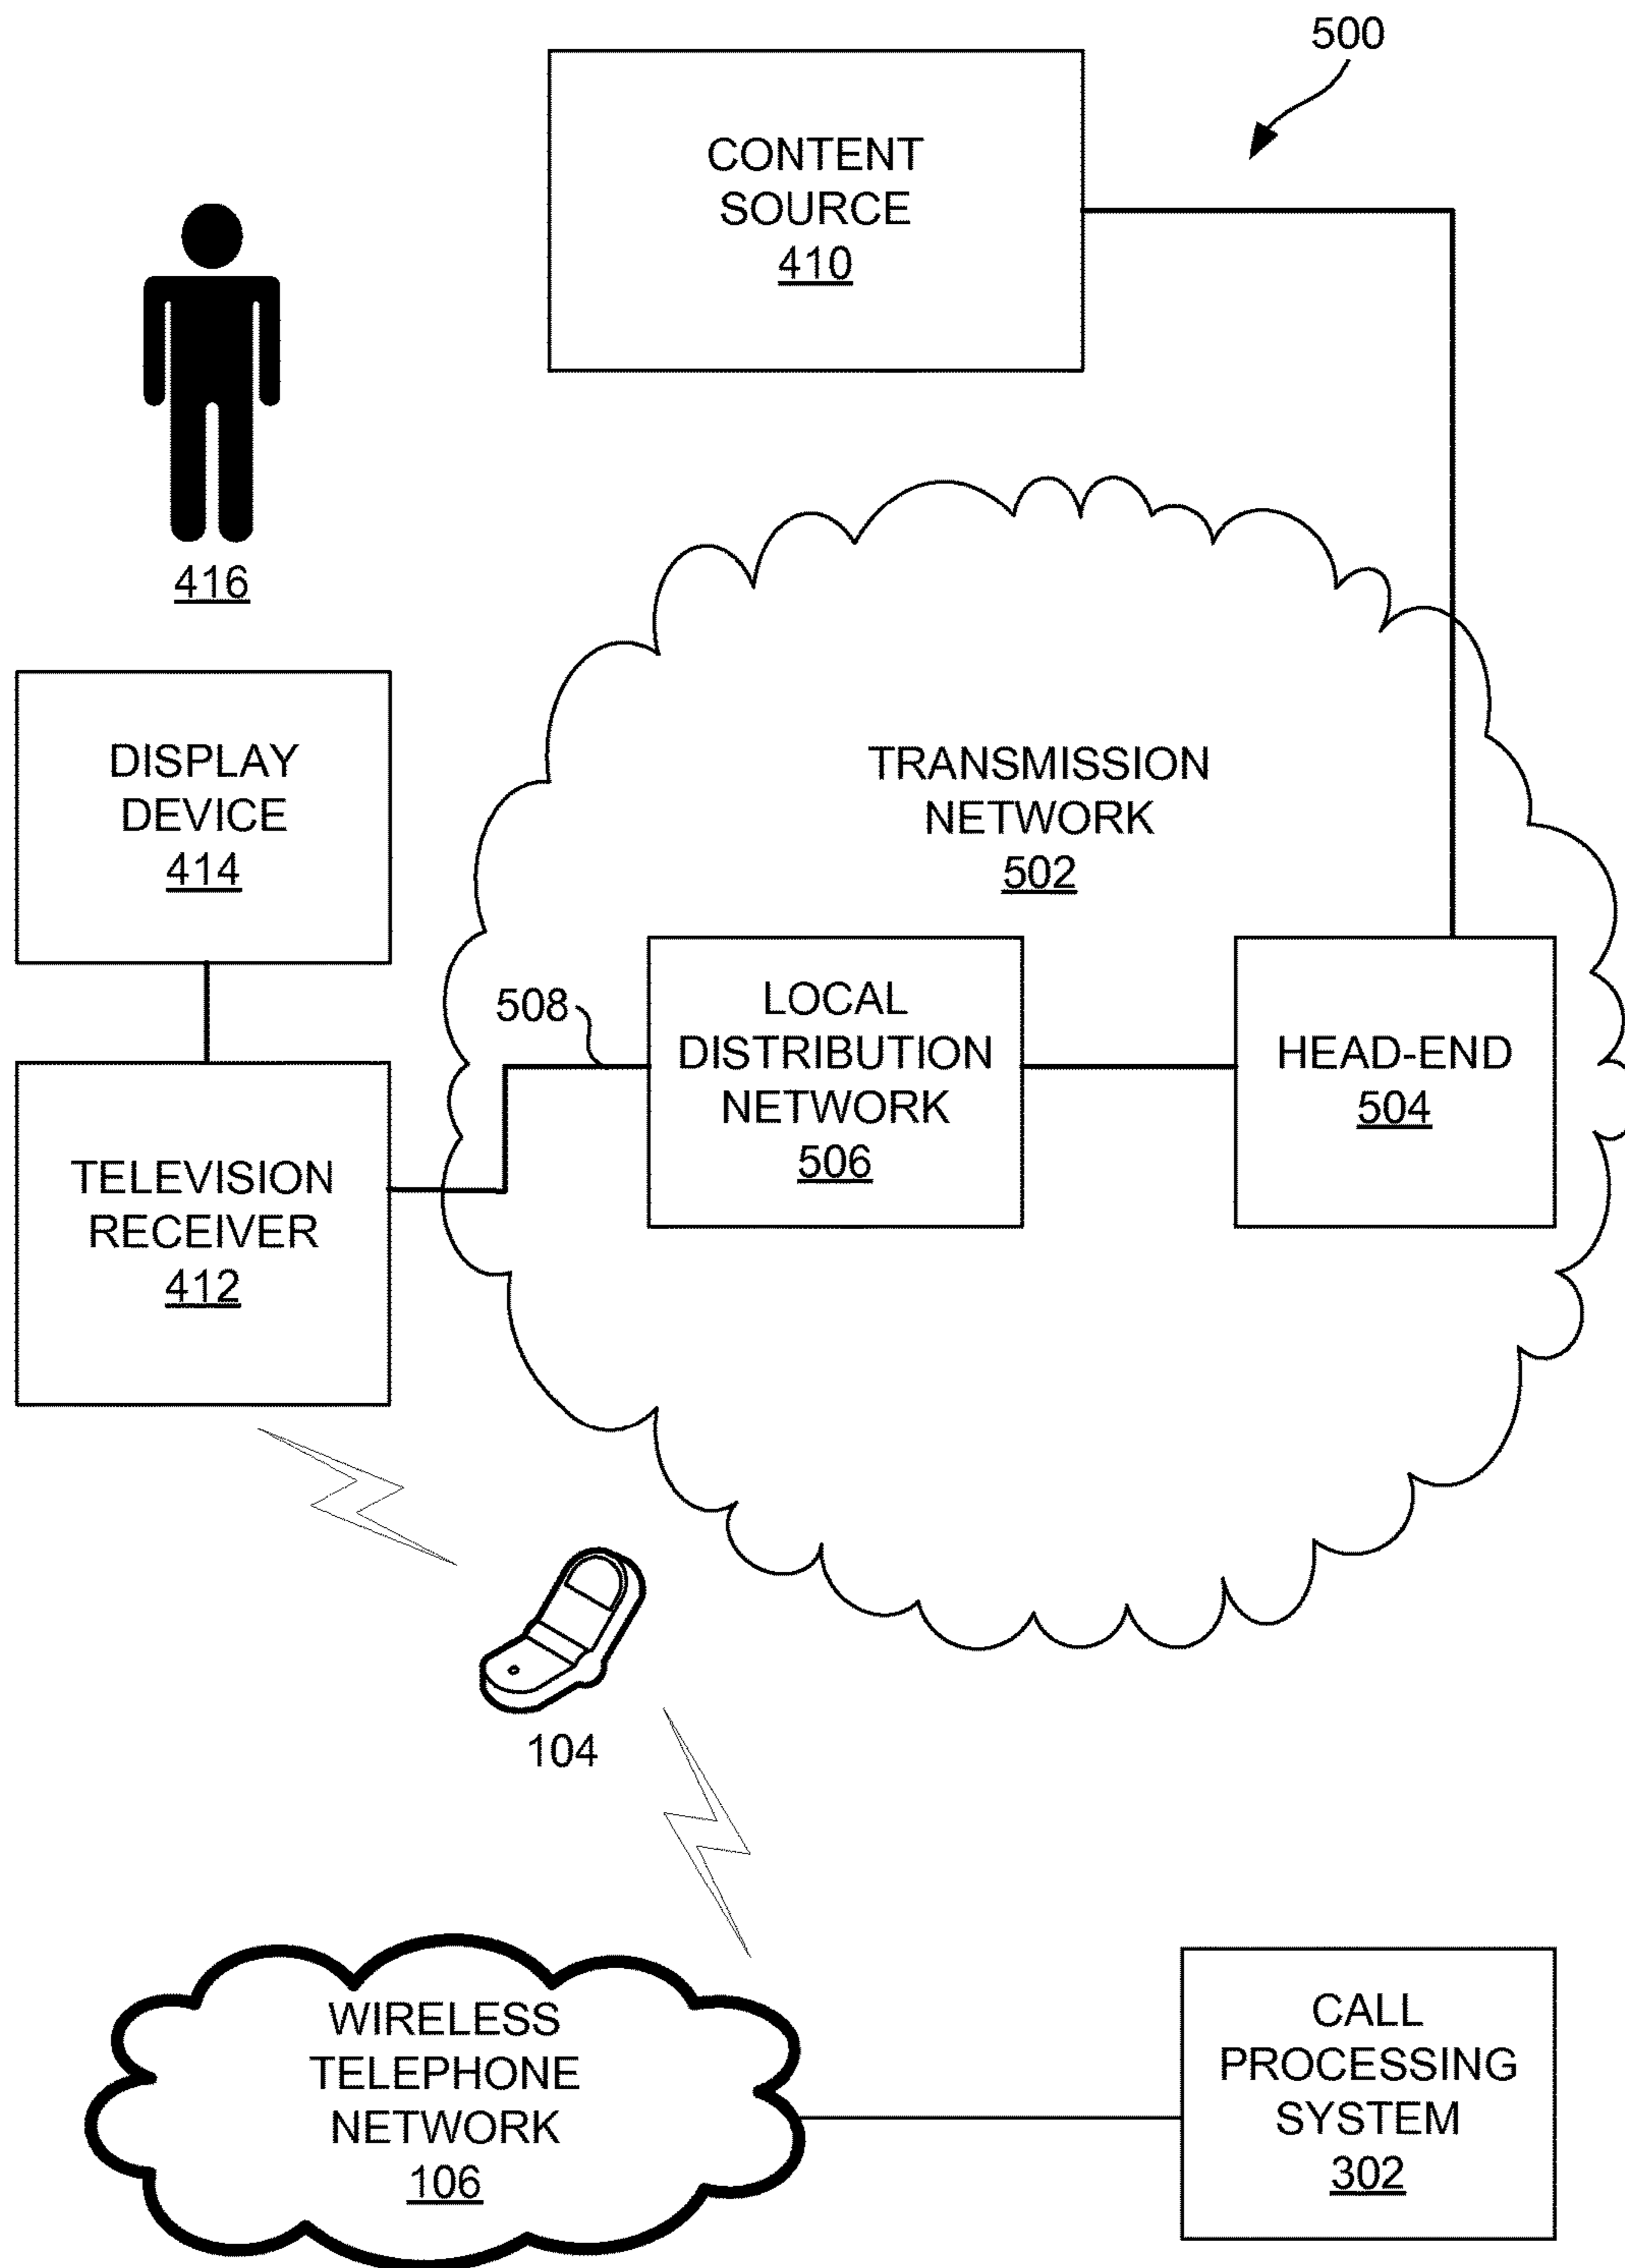 500
CONTENT
SOURCE
410
416
DISPLAY
DEVICE
414
TRANSMISSION
NETWORK
502
508
LOCAL
DISTRIBUTION
NETWORK
506
HEAD-END
504
TELEVISION
RECEIVER
412
104
WIRELESS
TELEPHONE
NETWORK
106
CALL
PROCESSING
SYSTEM
302